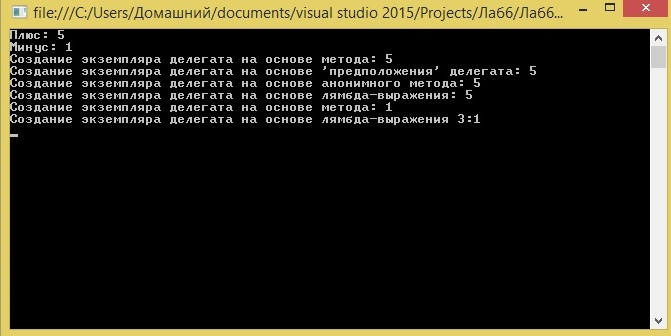 file:///C:/Users/Домашний/documents/visual studio 2015/Projects/Лаб6/Лаб6...
Плюс: 5
Минус: 1
Создание экземпляра делегата на основе метода: 5
Создание экземпляра делегата на основе 'предположения' делегата: 5
Создание экземпляра делегата на основе анонимного метода: 5
Создание экземпляра делегата на основе лямбда-выражения: 5
Создание экземпляра делегата на основе метода: 1
Создание экземпляра делегата на основе лямбда-выражения 3:1